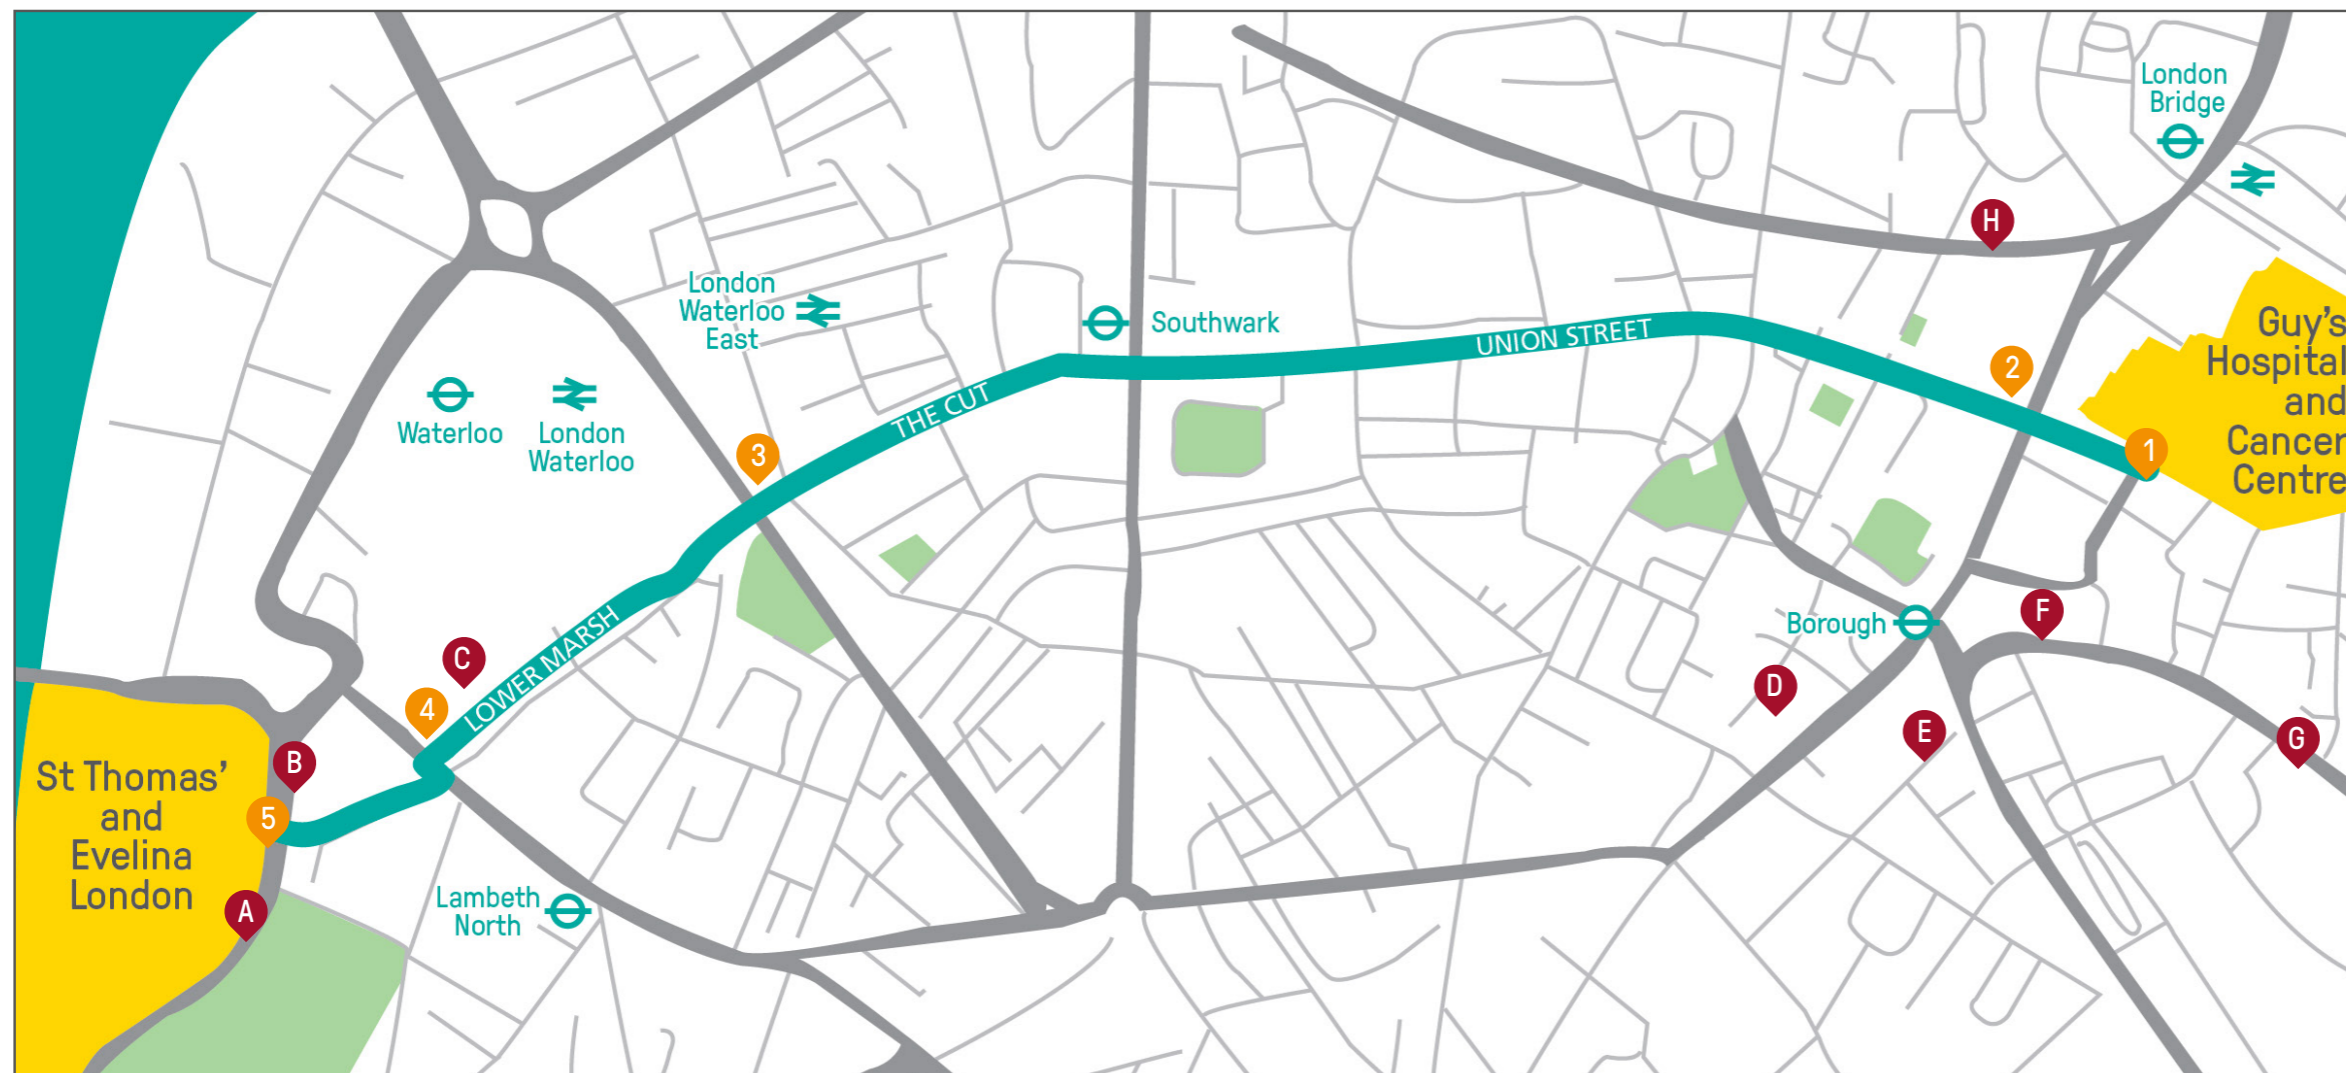 London
Bridge
H
London
Waterloo
East
Southwark
UNION STREET
Guy's
Hospital
and
Cancer
Centre
2
1
Waterloo
London
Waterloo
3
THE CUT
LOWER MARSH
Borough
F
C
4
D
E
G
B
5
St Thomas'
and
Evelina
London
A
Lambeth
North